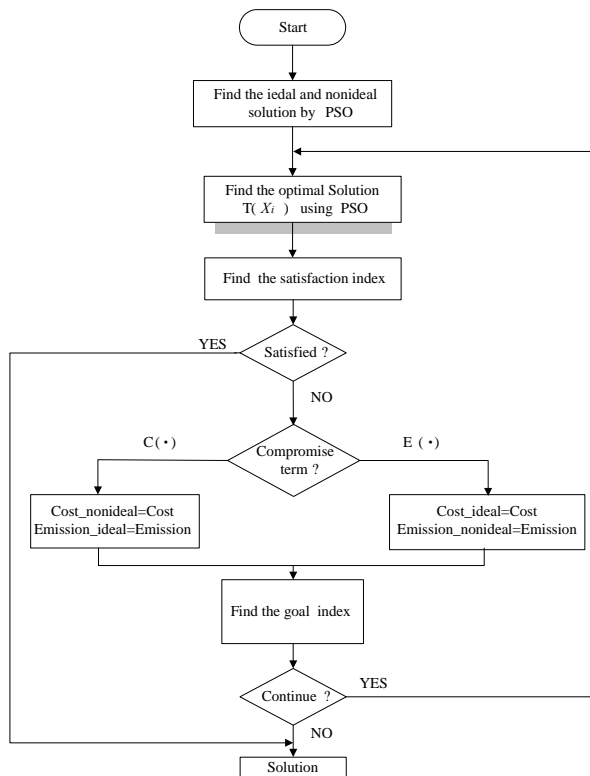 Start
Find the iedal and nonideal
solution by PSO
Find the optimal Solution
T( Xi ) using PSO
Find the satisfaction index
YES
Satisfied ?
NO
C(•)
Compromise
term ?
E (•)
Cost_nonideal=Cost
Emission_ideal=Emission
Cost_ideal=Cost
Emission_nonideal=Emission
Find the goal index
Continue ?
YES
NO
Solution